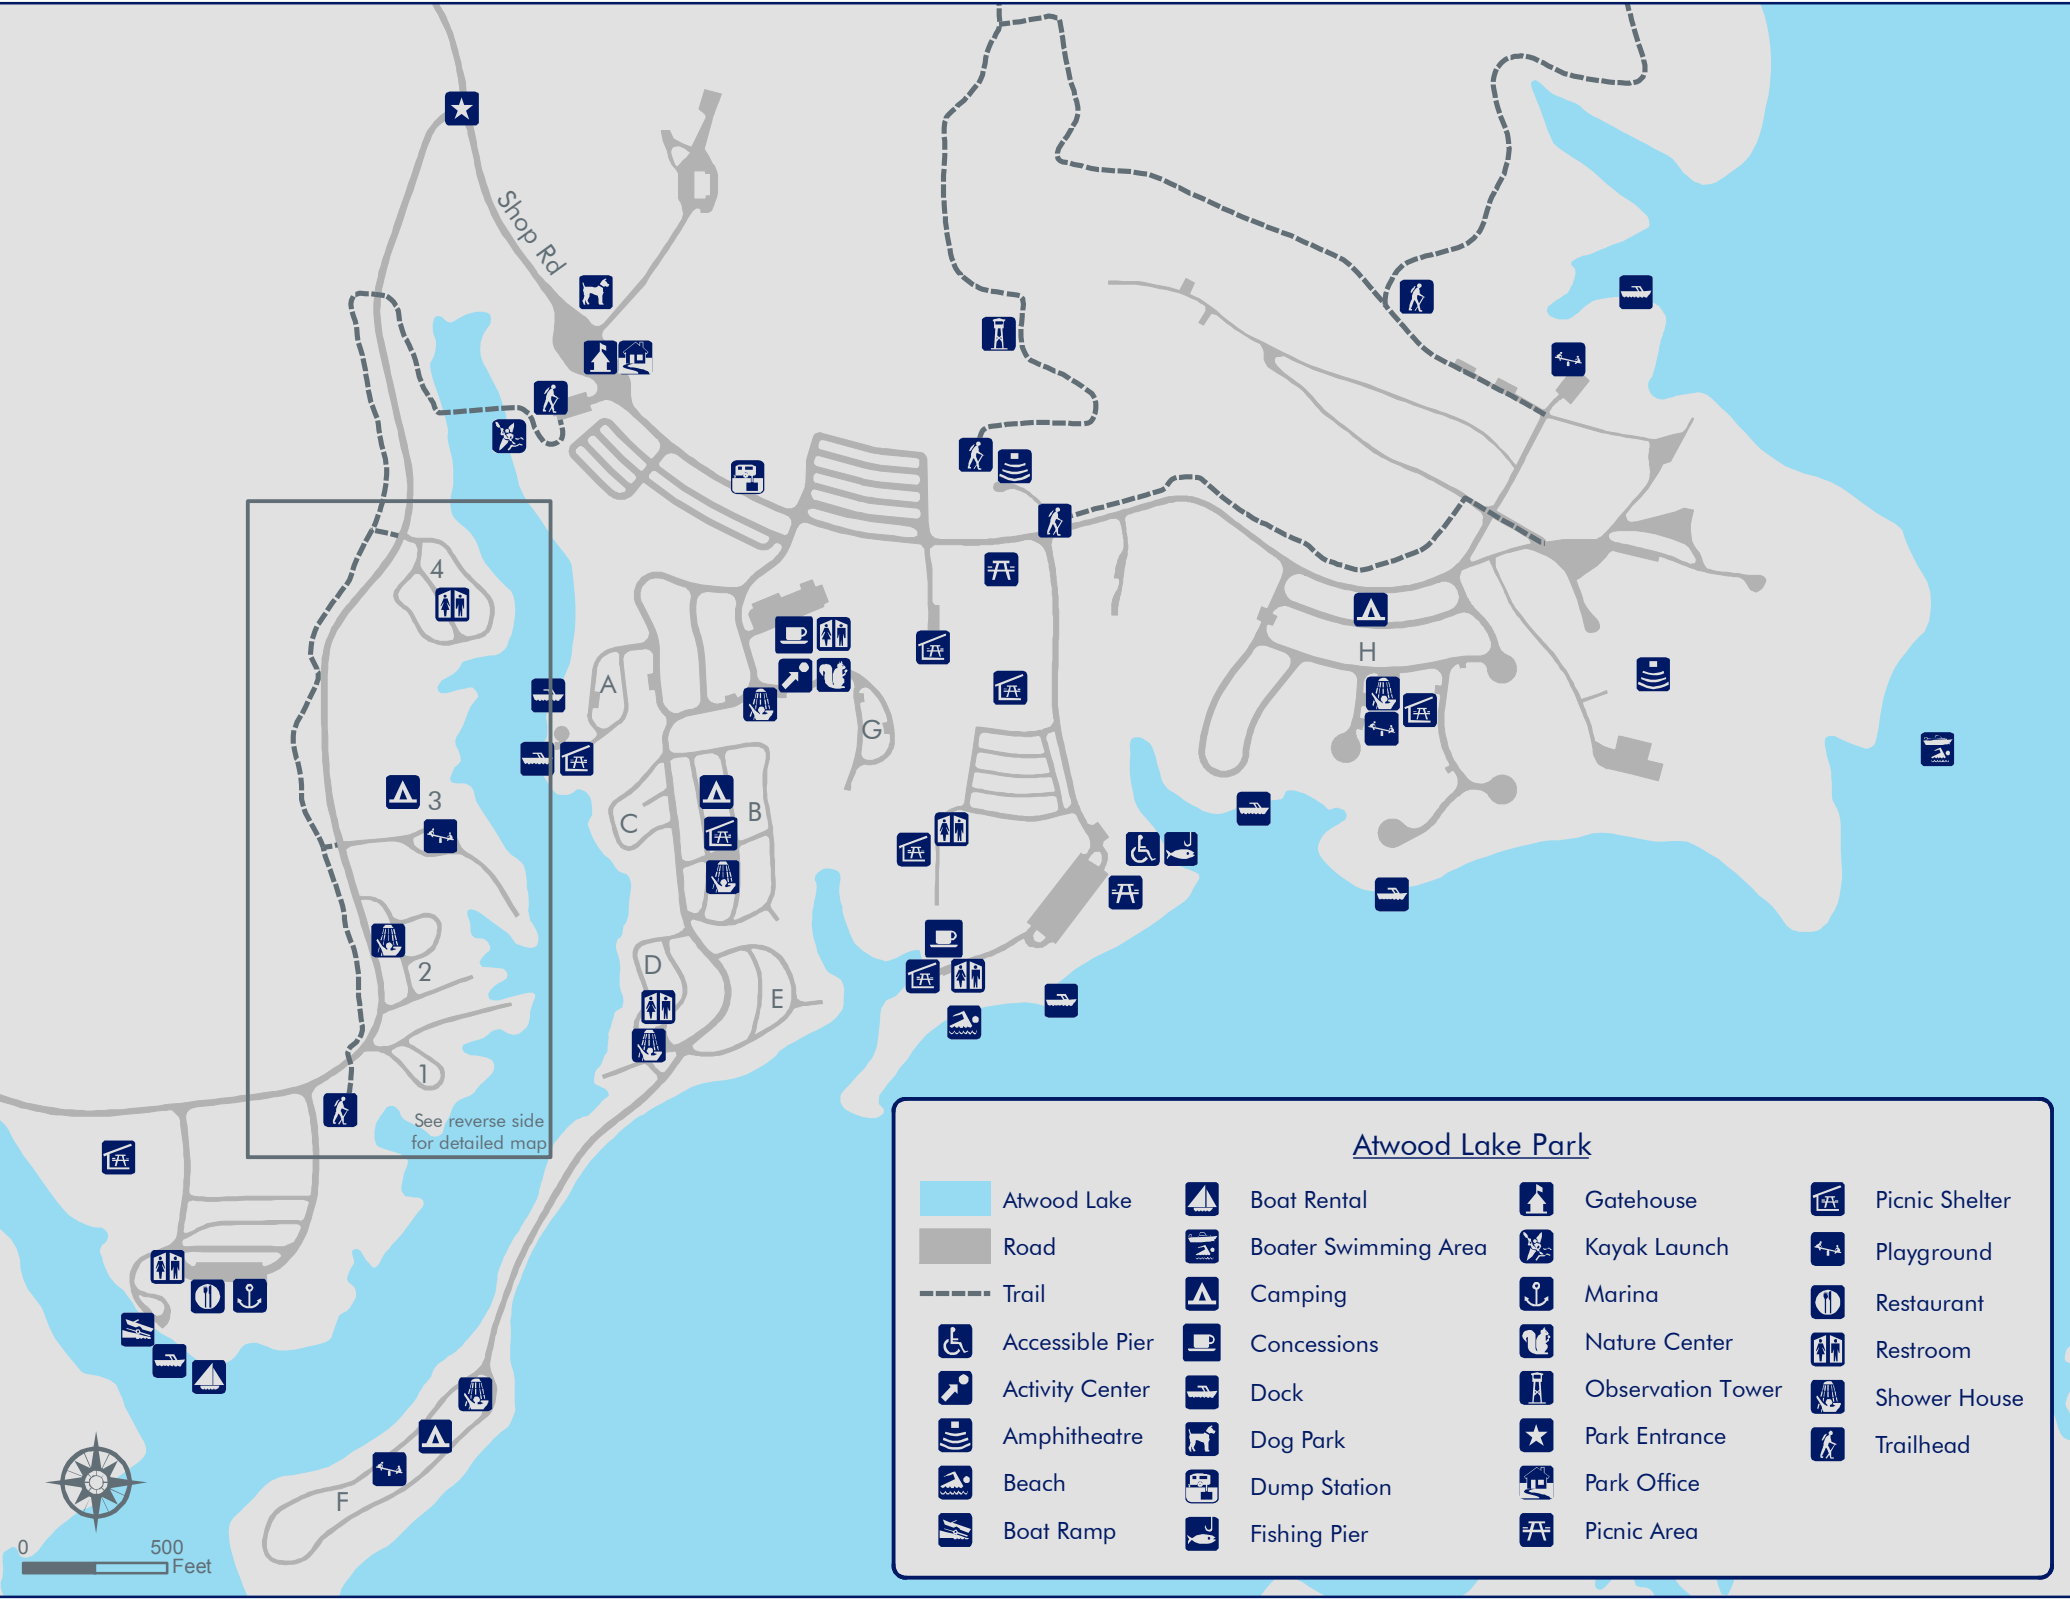 Shop Rd
4
A
H
G
3
B
C
2
D
E
1
See reverse side
for detailed map
F
0 500
Feet
Atwood Lake Park
Atwood Lake
Road
Trail
Accessible Pier
Activity Center
Amphitheatre
Beach
Boat Ramp
Boat Rental
Boater Swimming Area
Camping
Concessions
Dock
Dog Park
Dump Station
Fishing Pier
Gatehouse
Kayak Launch
Marina
Nature Center
Observation Tower
Park Entrance
Park Office
Picnic Area
Picnic Shelter
Playground
Restaurant
Restroom
Shower House
Trailhead